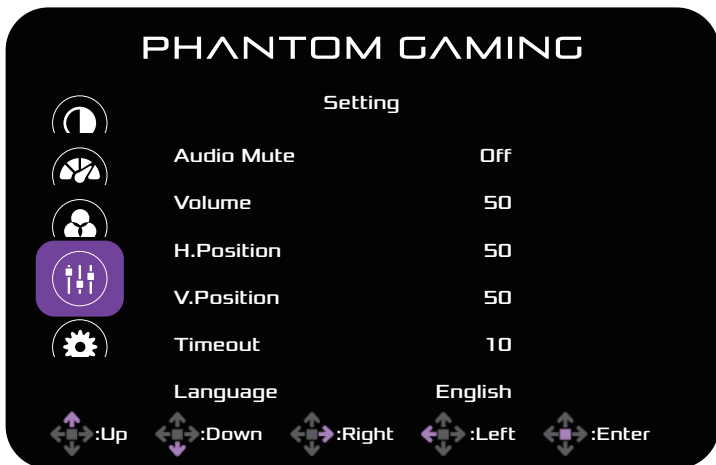 PHANTOM GAMING
Setting
Audio Mute Off
Volume 50
H.Position 50
V.Position 50
Timeout 10
Language English
:Up :Down :Right :Left :Enter